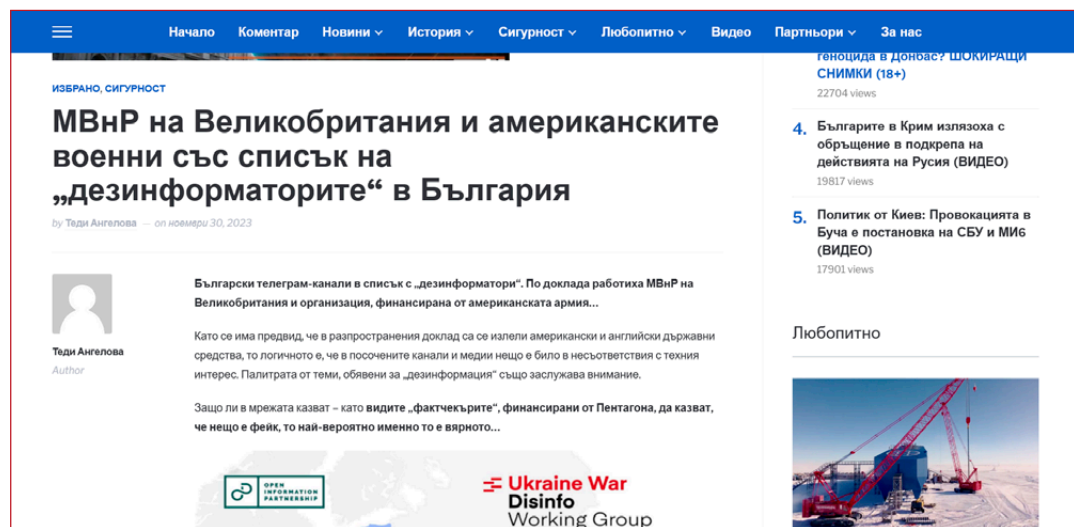 Начало Коментар Новини История Сигурност Любопитно Видео Партньори За нас
ИЗБРАНО, СИГУРНОСТ
МВнР на Великобритания и американските
военни със списък на
„дезинформаторите“ в България
by Теди Ангелова — on ноември 30, 2023
Теди Ангелова
Author
Български телеграм-канали в списък с „дезинформатори“. По доклада работиха МВнР на
Великобритания и организация, финансирана от американската армия...
Като се има предвид, че в разпространения доклад са се излели американски и английски държавни
средства, то логичното е, че в посочените канали и медии нещо е било в несъответствия с техния
интерес. Палитрата от теми, обявени за „дезинформация“ също заслужава внимание.
Защо ли в мрежата казват – като видите „фактчекърите“, финансирани от Пентагона, да казват,
че нещо е фейк, то най-вероятно именно то е вярното...
OPEN
INFORMATION
PARTNERSHIP
Ukraine War
Disinfo
Working Group
геноцида в Донбас? ШОКИРАЩИ
СНИМКИ (18+)
22704 views
4. Българите в Крим излязоха с
обръщение в подкрепа на
действията на Русия (ВИДЕО)
19817 views
5. Политик от Киев: Провокацията в
Буча е постановка на СБУ и МИ6
(ВИДЕО)
17901 views
Любопитно